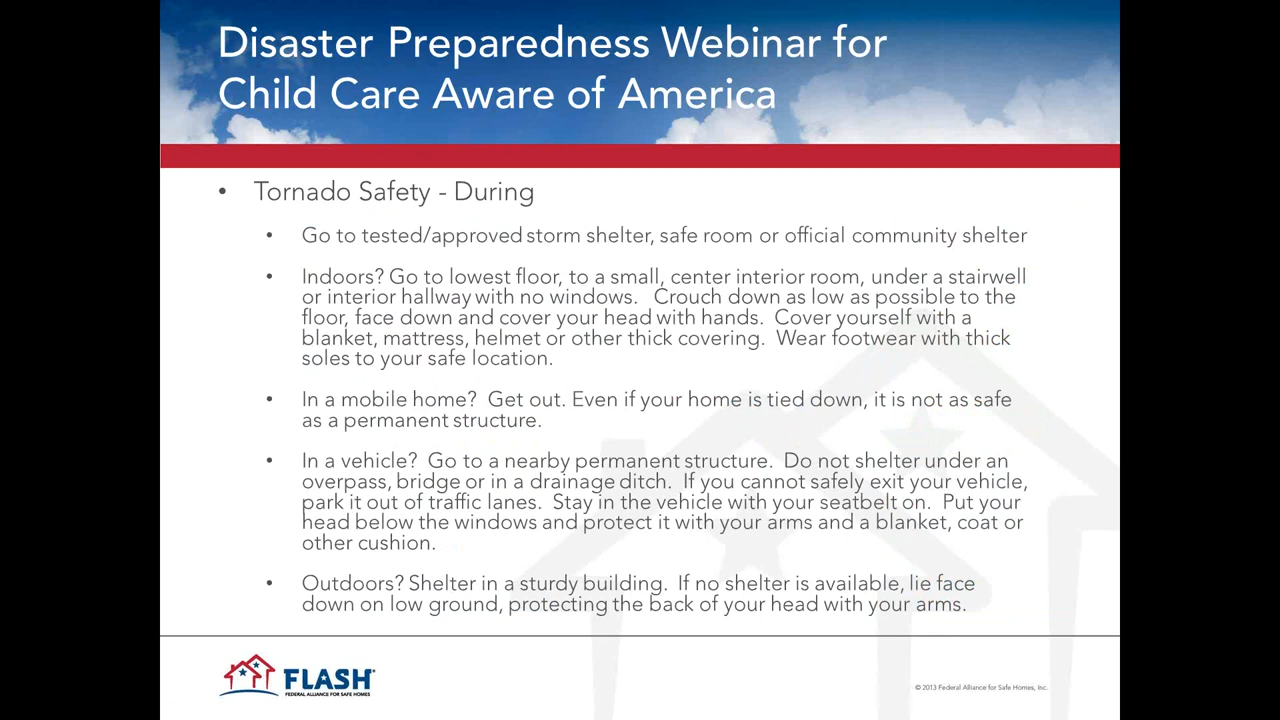 Disaster Preparedness Webinar for
Child Care Aware of America
• Tornado Safety - During
• Go to tested/approved storm shelter, safe room or official community shelter
• Indoors? Go to lowest floor, to a small, center interior room, under a stairwell
or interior hallway with no windows. Crouch down as low as possible to the
floor, face down and cover your head with hands. Cover yourself with a
blanket, mattress, helmet or other thick covering. Wear footwear with thick
soles to your safe location.
• In a mobile home? Get out. Even if your home is tied down, it is not as safe
as a permanent structure.
• In a vehicle? Go to a nearby permanent structure. Do not shelter under an
overpass, bridge or in a drainage ditch. If you cannot safely exit your vehicle,
park it out of traffic lanes. Stay in the vehicle with your seatbelt on. Put your
head below the windows and protect it with your arms and a blanket, coat or
other cushion.
• Outdoors? Shelter in a sturdy building. If no shelter is available, lie face
down on low ground, protecting the back of your head with your arms.
FLASH®
FEDERAL ALLIANCE FOR SAFE HOMES
© 2013 Federal Alliance for Safe Homes, Inc.